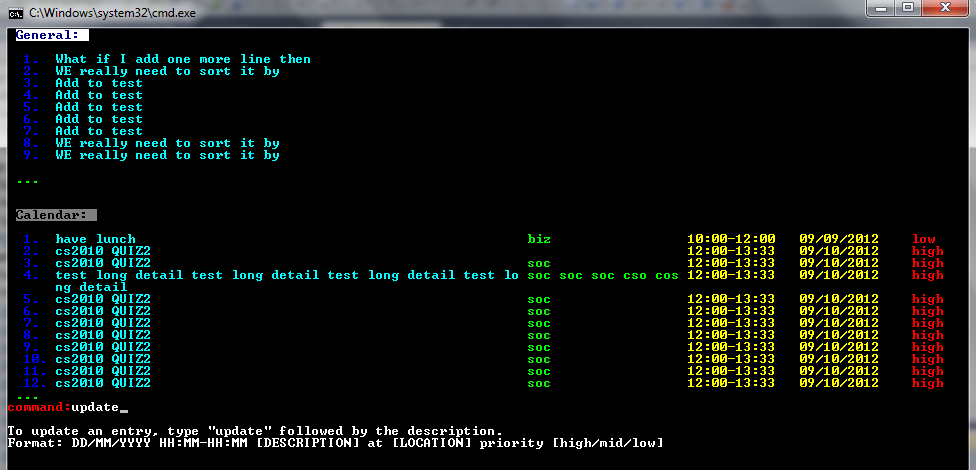 C:\Windows\system32\cmd.exe
General:
1. What if I add one more line then
2. WE really need to sort it by
3. Add to test
4. Add to test
5. Add to test
6. Add to test
7. Add to test
8. WE really need to sort it by
9. WE really need to sort it by
...
Calendar:
1. have lunch biz 10:00-12:00 09/09/2012 low
2. cs2010 QUIZ2 12:00-13:33 09/10/2012 high
3. cs2010 QUIZ2 soc 12:00-13:33 09/10/2012 high
4. test long detail test long detail test long detail test lo soc soc soc cso cos 12:00-13:33 09/10/2012 high
ng detail
5. cs2010 QUIZ2 soc 12:00-13:33 09/10/2012 high
6. cs2010 QUIZ2 soc 12:00-13:33 09/10/2012 high
7. cs2010 QUIZ2 soc 12:00-13:33 09/10/2012 high
8. cs2010 QUIZ2 soc 12:00-13:33 09/10/2012 high
9. cs2010 QUIZ2 soc 12:00-13:33 09/10/2012 high
10. cs2010 QUIZ2 soc 12:00-13:33 09/10/2012 high
11. cs2010 QUIZ2 soc 12:00-13:33 09/10/2012 high
12. cs2010 QUIZ2 soc 12:00-13:33 09/10/2012 high
...
command:update_
To update an entry, type "update" followed by the description.
Format: DD/MM/YYYY HH:MM-HH:MM [DESCRIPTION] at [LOCATION] priority [high/mid/low]